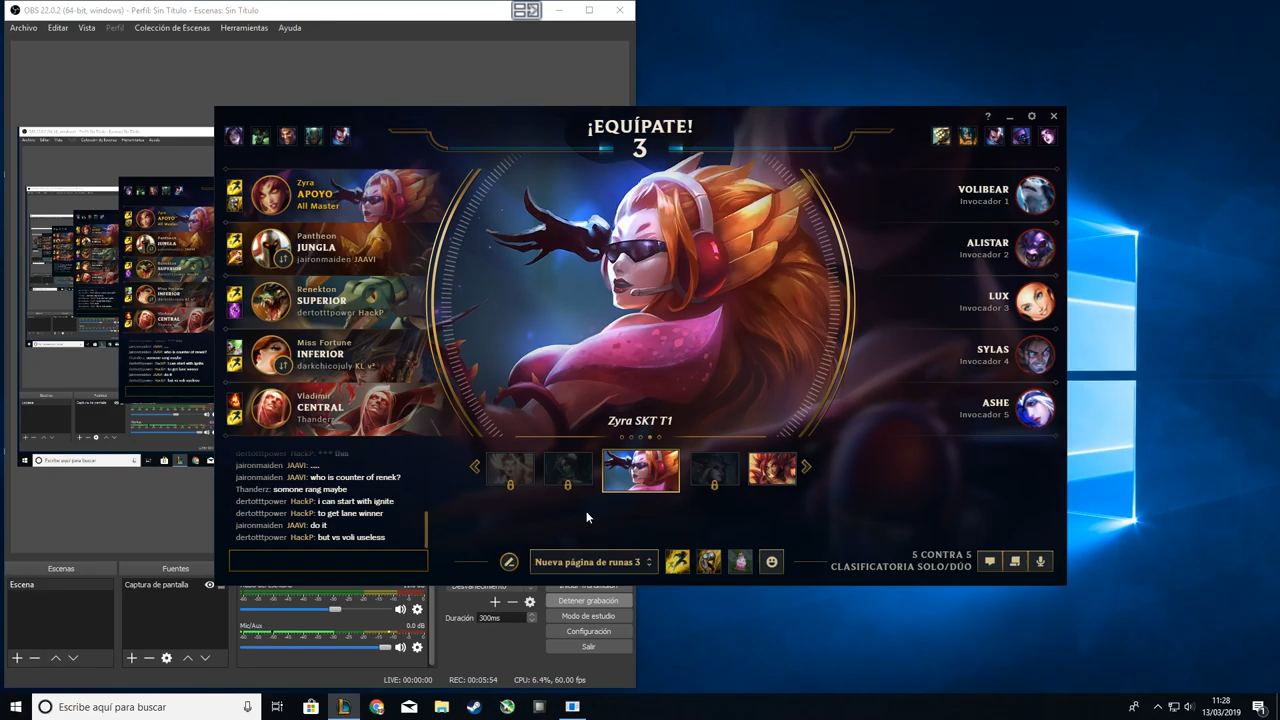 OBS 22.0.2 (64-bit, windows) - Perfil: Sin Título - Escenas: Sin Título
Archivo Editar Vista Perfil Colección de Escenas Herramientas Ayuda
¡EQUÍPATE!
3
Zyra
APOYO
All Master
Pantheon
JUNGLA
jaironmaiden JAAVI
Renekton
SUPERIOR
dertotttpower HackP
Miss Fortune
INFERIOR
darkchicojuly KL v*
Vladimir
CENTRAL
Thanderz
VOLIBEAR
Invocador 1
ALISTAR
Invocador 2
LUX
Invocador 3
SYLAS
Invocador 4
ASHE
Invocador 5
Zyra SKT T1
dertotttpower HackP: *** this
jaironmaiden JAAVI: ....
jaironmaiden JAAVI: who is counter of renek?
Thanderz: somone rang maybe
dertotttpower HackP: i can start with ignite
dertotttpower HackP: to get lane winner
jaironmaiden JAAVI: do it
dertotttpower HackP: but vs voli useless
Nueva página de runas 3
5 CONTRA 5
CLASIFICATORIA SOLO/DÚO
Escenas
Escena
Fuentes
Captura de pantalla
Mic/Aux 0.0 dB
Duración 300ms
Detener grabación
Modo de estudio
Configuración
Salir
LIVE: 00:00:00 REC: 00:05:54 CPU: 6.4%, 60.00 fps
Escribe aquí para buscar
11:28
13/03/2019